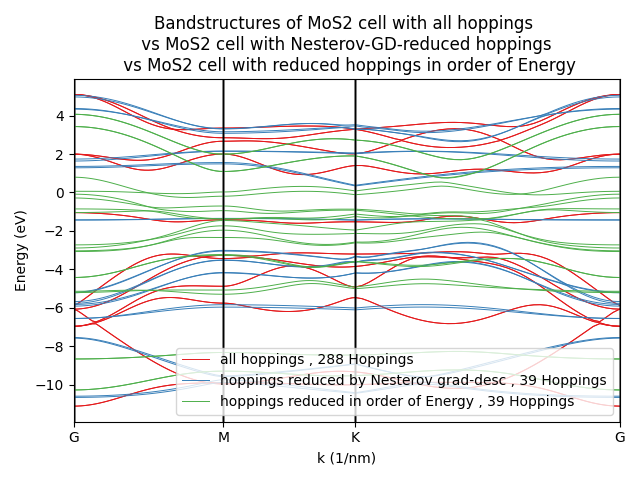 Bandstructures of MoS2 cell with all hoppings
vs MoS2 cell with Nesterov-GD-reduced hoppings
vs MoS2 cell with reduced hoppings in order of Energy
Energy (eV)
4
2
0
−2
−4
−6
−8
−10
all hoppings , 288 Hoppings
hoppings reduced by Nesterov grad-desc , 39 Hoppings
hoppings reduced in order of Energy , 39 Hoppings
G M K G
k (1/nm)